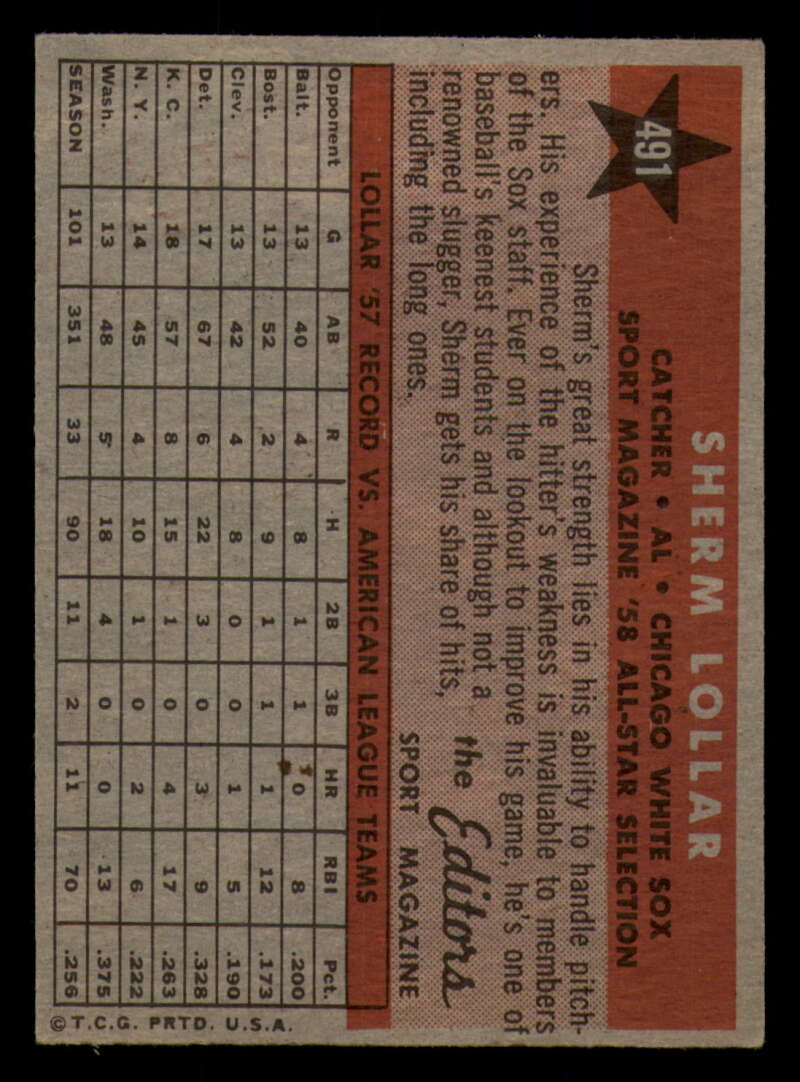 491
SHERM LOLLAR
CATCHER • AL • CHICAGO WHITE SOX
SPORT MAGAZINE '58 ALL-STAR SELECTION
Sherm's great strength lies in his ability to handle pitch-
ers. His experience of the hitter's weakness is invaluable to members
of the Sox staff. Ever on the lookout to improve his game, he's one of
baseball's keenest students and although not a
renowned slugger, Sherm gets his share of hits,
including the long ones.
the Editors
SPORT MAGAZINE
LOLLAR '57 RECORD VS. AMERICAN LEAGUE TEAMS
Opponent G AB R H 2B 3B HR RBI Pct.
Balt. 13 40 4 8 1 1 0 8 .200
Bost. 13 52 2 9 1 1 1 12 .173
Clev. 13 42 4 8 0 0 1 5 .190
Det. 17 67 6 22 3 0 3 9 .328
K. C. 18 57 8 15 1 0 4 17 .263
N. Y. 14 45 4 10 1 0 2 6 .222
Wash. 13 48 5 18 4 0 0 13 .375
SEASON 101 351 33 90 11 2 11 70 .256
© T.C.G. PRTD. U.S.A.